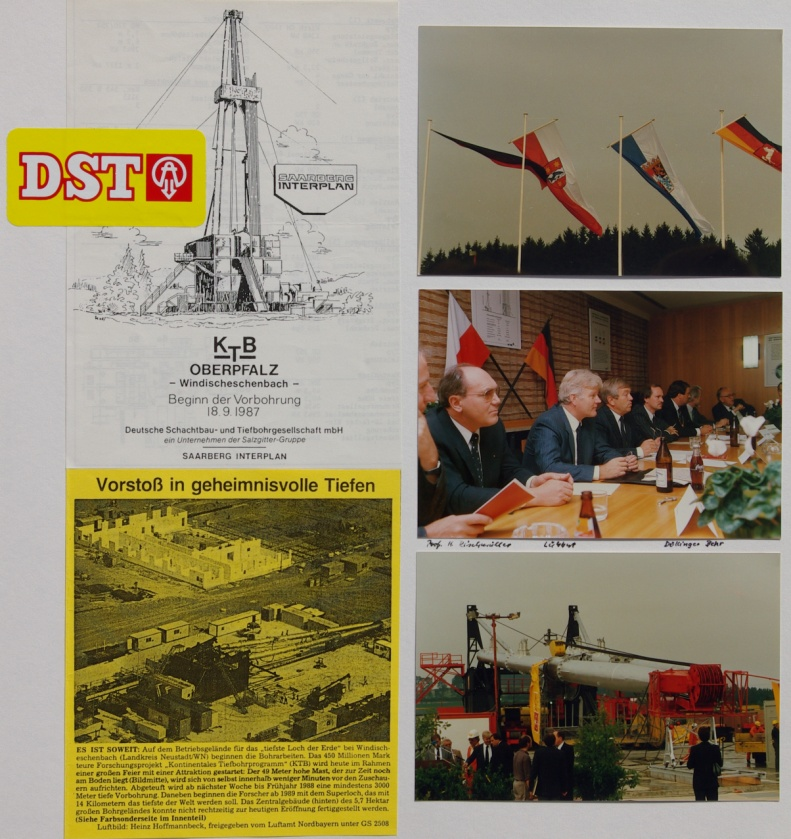 DST
SAARBERG
INTERPLAN
KTB
OBERPFALZ
– Windischeschenbach –
Beginn der Vorbohrung
18.9.1987
Deutsche Schachtbau- und Tiefbohrgesellschaft mbH
ein Unternehmen der Salzgitter-Gruppe
SAARBERG INTERPLAN
Vorstoß in geheimnisvolle Tiefen
ES IST SOWEIT: Auf dem Betriebsgelände für das „tiefste Loch der Erde“ bei Windisch-
eschenbach (Landkreis Neustadt/WN) beginnen die Bohrarbeiten. Das 450 Millionen Mark
teure Forschungsprojekt „Kontinentales Tiefbohrprogramm“ (KTB) wird heute im Rahmen
einer großen Feier mit einer Attraktion gestartet: Der 49 Meter hohe Mast, der zur Zeit noch
am Boden liegt (Bildmitte), wird sich von selbst innerhalb weniger Minuten vor den Zuschau-
ern aufrichten. Abgeteuft wird ab nächster Woche bis Frühjahr 1988 eine mindestens 3000
Meter tiefe Vorbohrung. Daneben beginnen die Forscher ab 1989 mit dem Superloch, das mit
14 Kilometern das tiefste der Welt werden soll. Das Zentralgebäude (hinten) des 5,7 Hektar
großen Bohrgeländes konnte nicht rechtzeitig zur heutigen Eröffnung fertiggestellt werden.
(Siehe Farbsonderseite im Innenteil)
Luftbild: Heinz Hoffmannbeck, freigegeben vom Luftamt Nordbayern unter GS 2508
Prof. H.